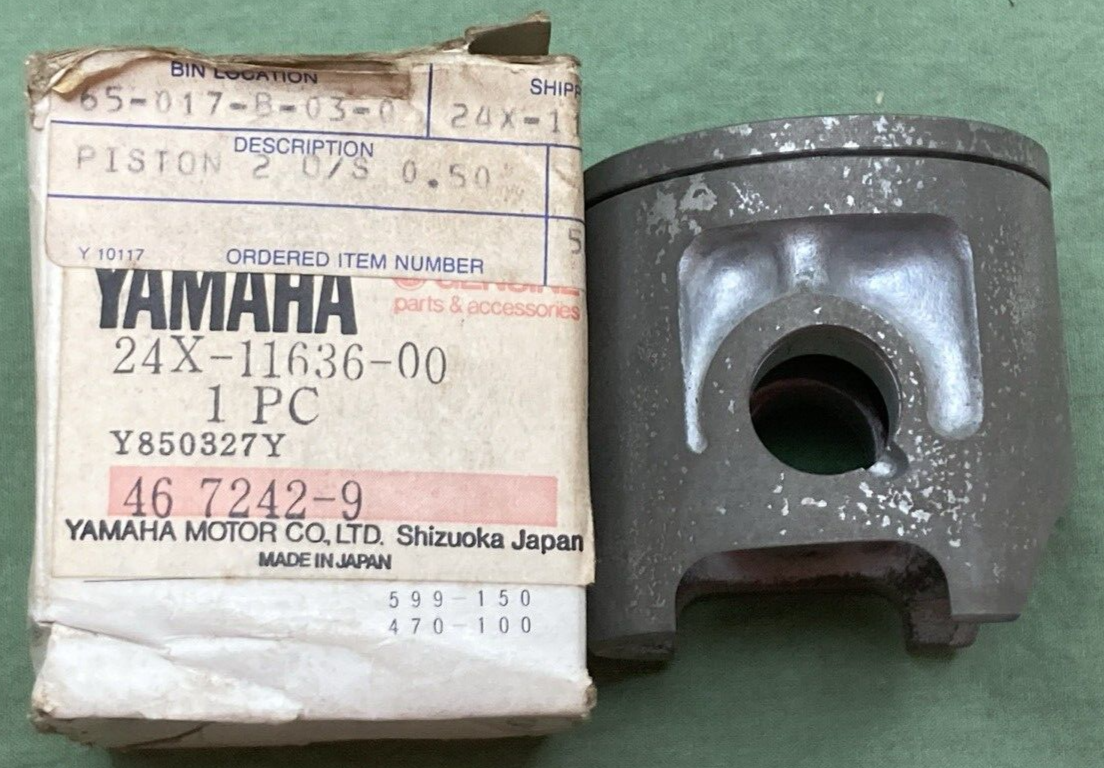 BIN LOCATION
SHIPP
65-017-B-03-0
24X-1
DESCRIPTION
PISTON 2 O/S 0.50
5
Y 10117
ORDERED ITEM NUMBER
YAMAHA
GENUINE
parts & accessories
24X-11636-00
1 PC
Y850327Y
46 7242-9
YAMAHA MOTOR CO., LTD. Shizuoka Japan
MADE IN JAPAN
599-150
470-100